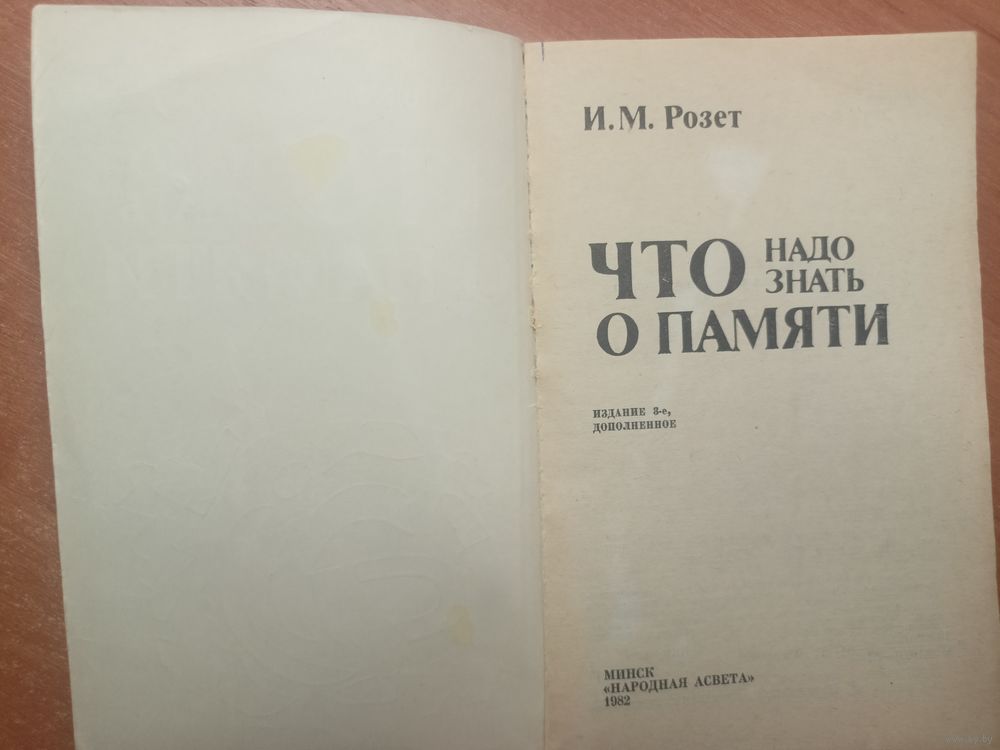 И. М. Розет
ЧТО НАДО
ЗНАТЬ
О ПАМЯТИ
ИЗДАНИЕ 3-е,
ДОПОЛНЕННОЕ
МИНСК
«НАРОДНАЯ АСВЕТА»
1982